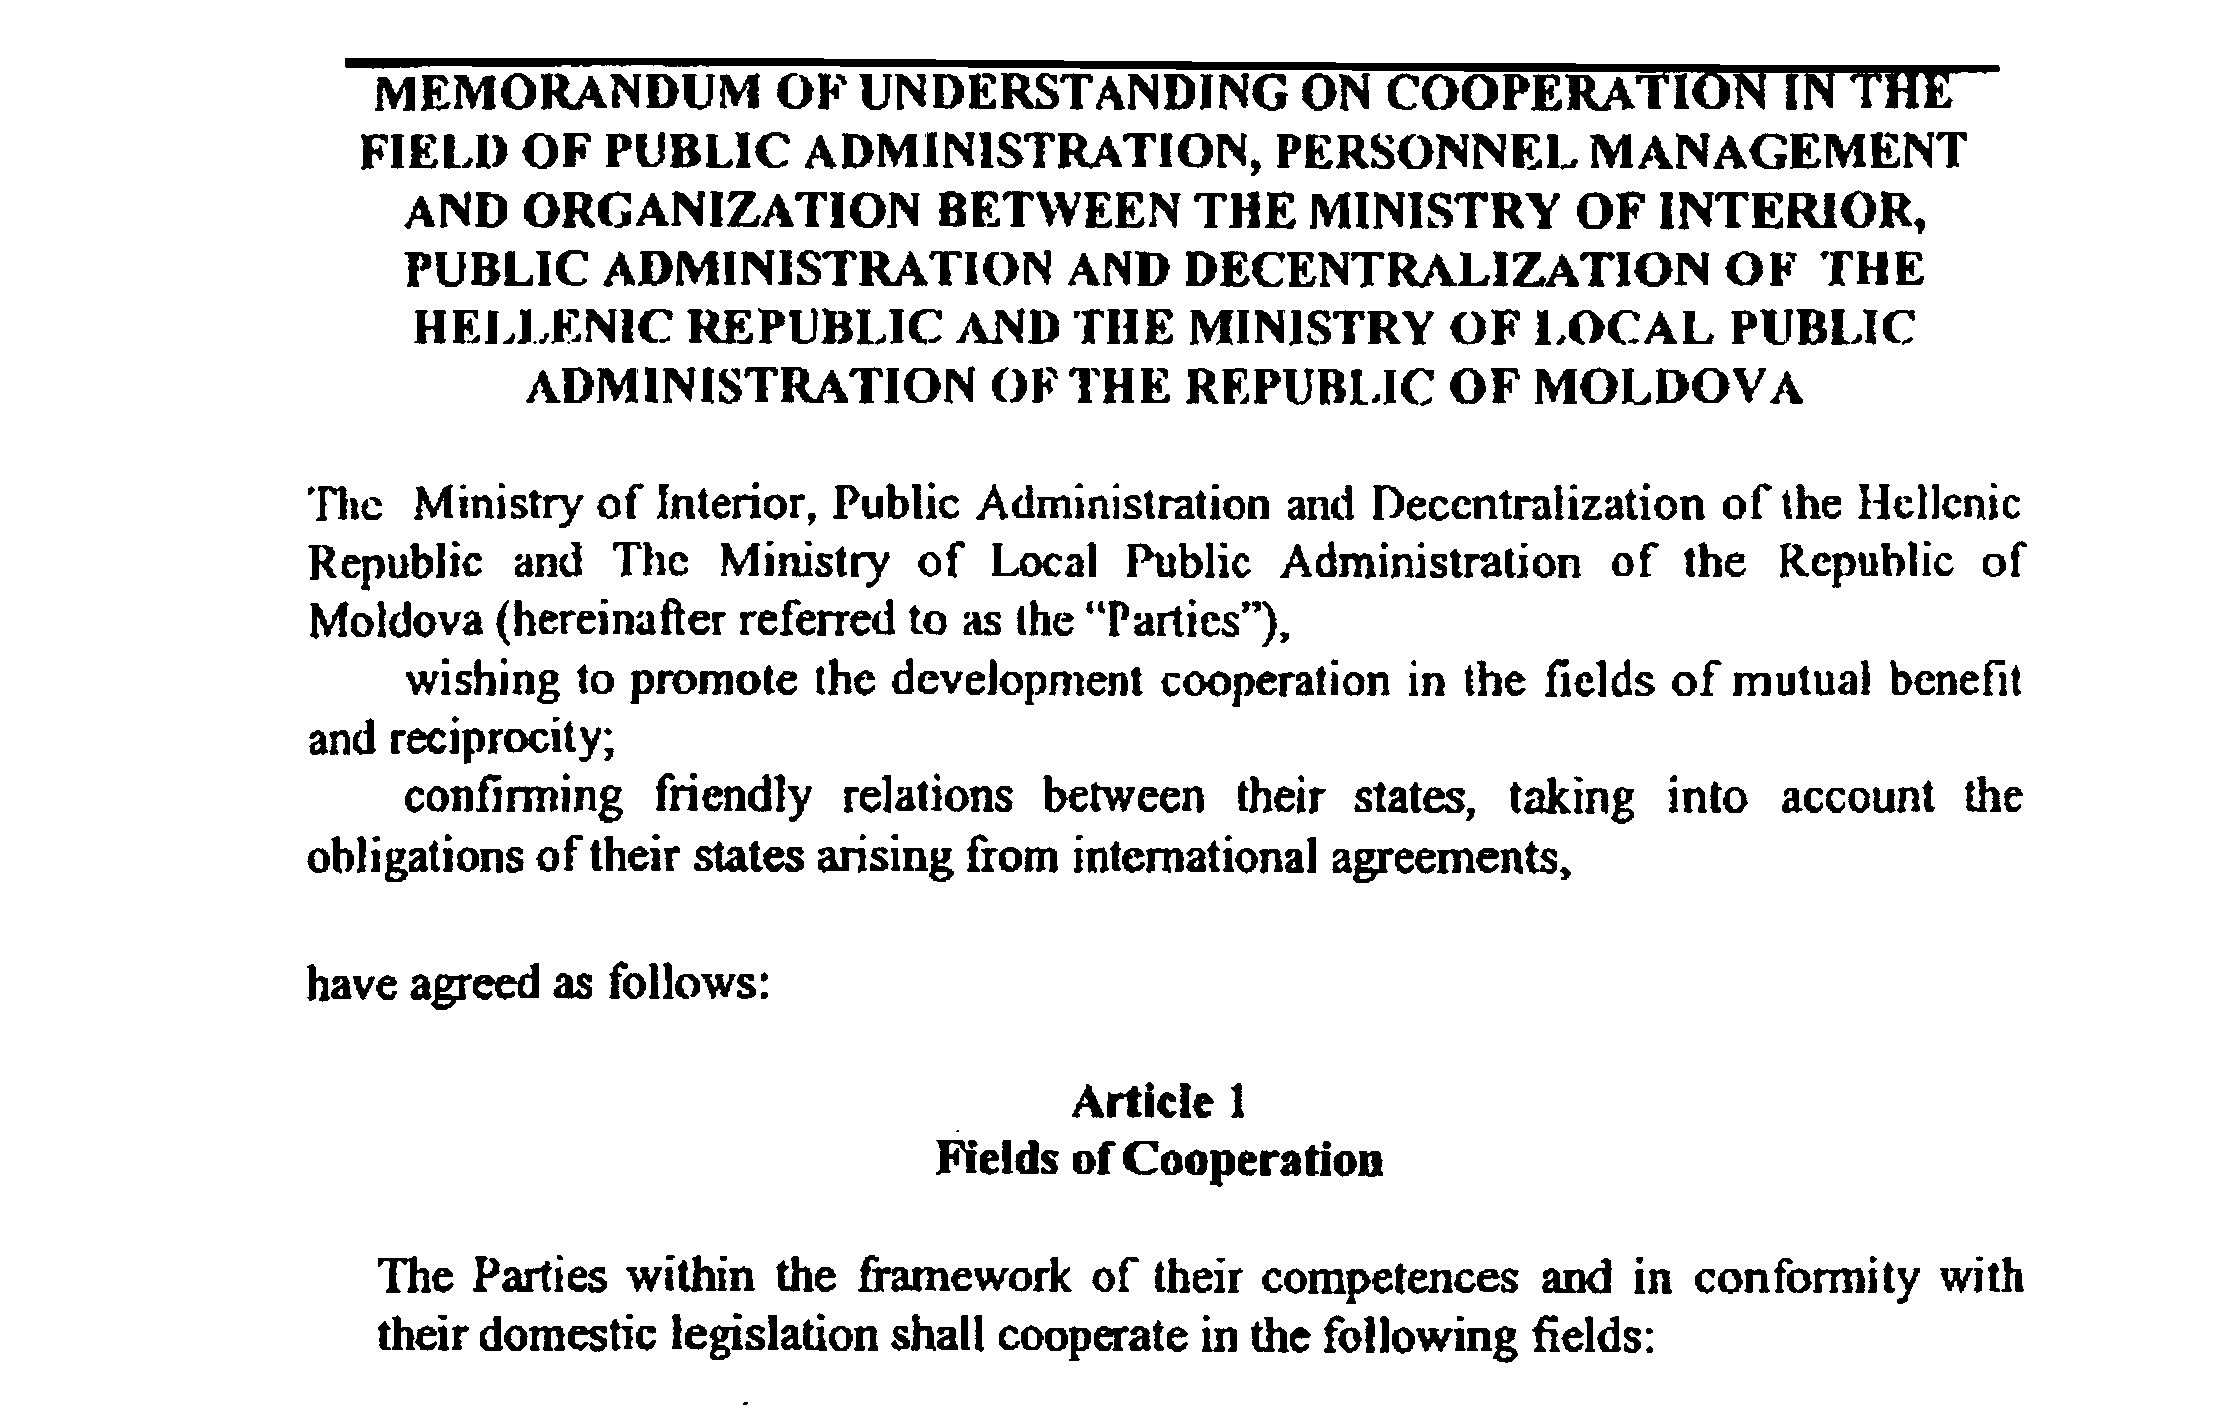 MEMORANDUM OF UNDERSTANDING ON COOPERATION IN THE
FIELD OF PUBLIC ADMINISTRATION, PERSONNEL MANAGEMENT
AND ORGANIZATION BETWEEN THE MINISTRY OF INTERIOR,
PUBLIC ADMINISTRATION AND DECENTRALIZATION OF THE
HELLENIC REPUBLIC AND THE MINISTRY OF LOCAL PUBLIC
ADMINISTRATION OF THE REPUBLIC OF MOLDOVA
The Ministry of Interior, Public Administration and Decentralization of the Hellenic
Republic and The Ministry of Local Public Administration of the Republic of
Moldova (hereinafter referred to as the “Parties”),
wishing to promote the development cooperation in the fields of mutual benefit
and reciprocity;
confirming friendly relations between their states, taking into account the
obligations of their states arising from international agreements,
have agreed as follows:
Article 1
Fields of Cooperation
The Parties within the framework of their competences and in conformity with
their domestic legislation shall cooperate in the following fields: